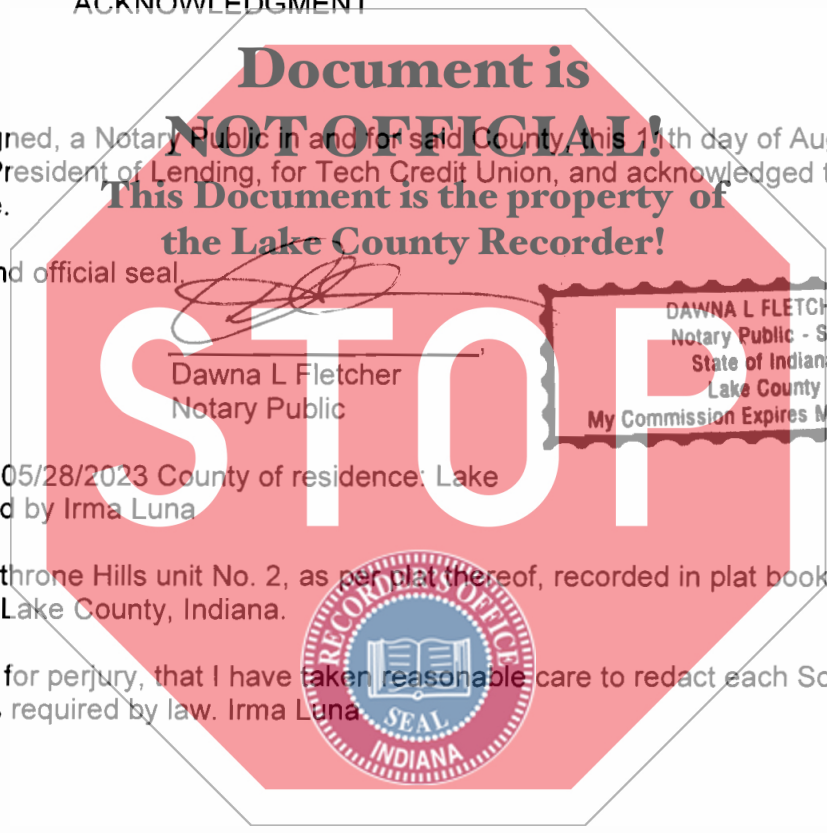 ACKNOWLEDGMENT
Document is
NOT OFFICIAL!
This Document is the property of
the Lake County Recorder!
gned, a Notary Public in and for said County, this 11th day of Au
President of Lending, for Tech Credit Union, and acknowledged t
e.
nd official seal.
DAWNA L FLETCH
Notary Public - S
State of Indian
Lake County
My Commission Expires M
STOP
Dawna L Fletcher
Notary Public
05/28/2023 County of residence: Lake
d by Irma Luna
throne Hills unit No. 2, as per plat thereof, recorded in plat book
Lake County, Indiana.
for perjury, that I have taken reasonable care to redact each So
required by law. Irma Luna
RECORDER'S OFFICE
SEAL
INDIANA